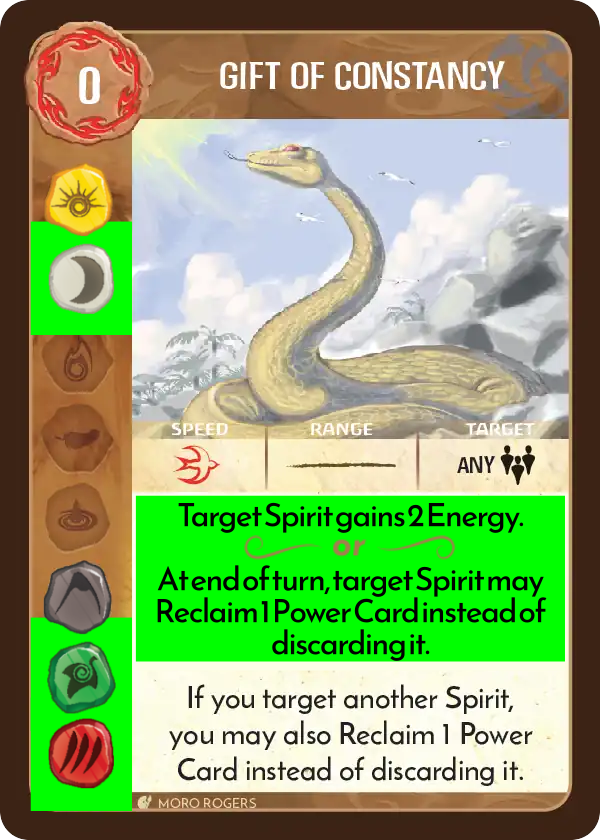 0
GIFT OF CONSTANCY
SPEED RANGE TARGET
ANY
Target Spirit gains 2 Energy.
or
At end of turn, target Spirit may
Reclaim 1 Power Card instead of
discarding it.
If you target another Spirit,
you may also Reclaim 1 Power
Card instead of discarding it.
MORO ROGERS